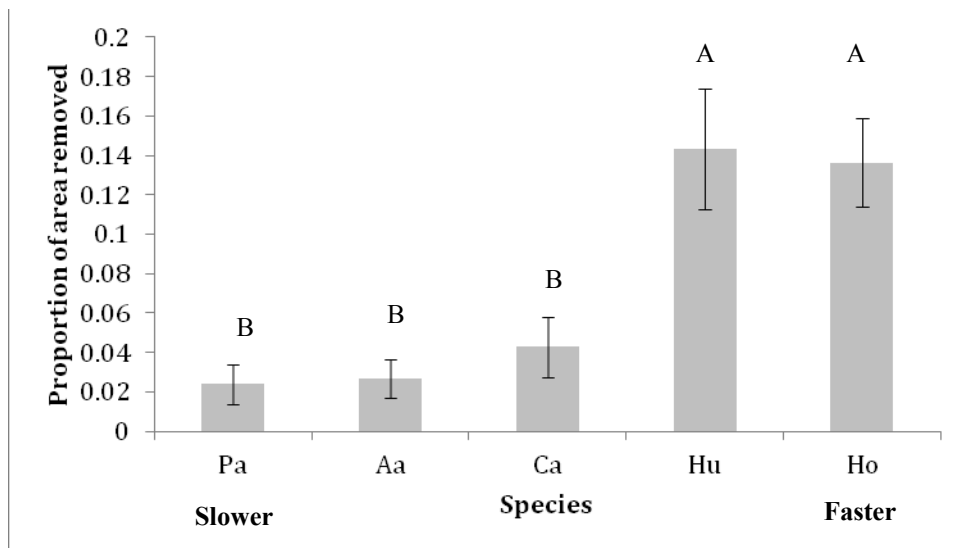 Proportion of area removed
0.2
0.18
0.16
0.14
0.12
0.1
0.08
0.06
0.04
0.02
0
B
B
B
A
A
Pa Aa Ca Hu Ho
Slower Species Faster